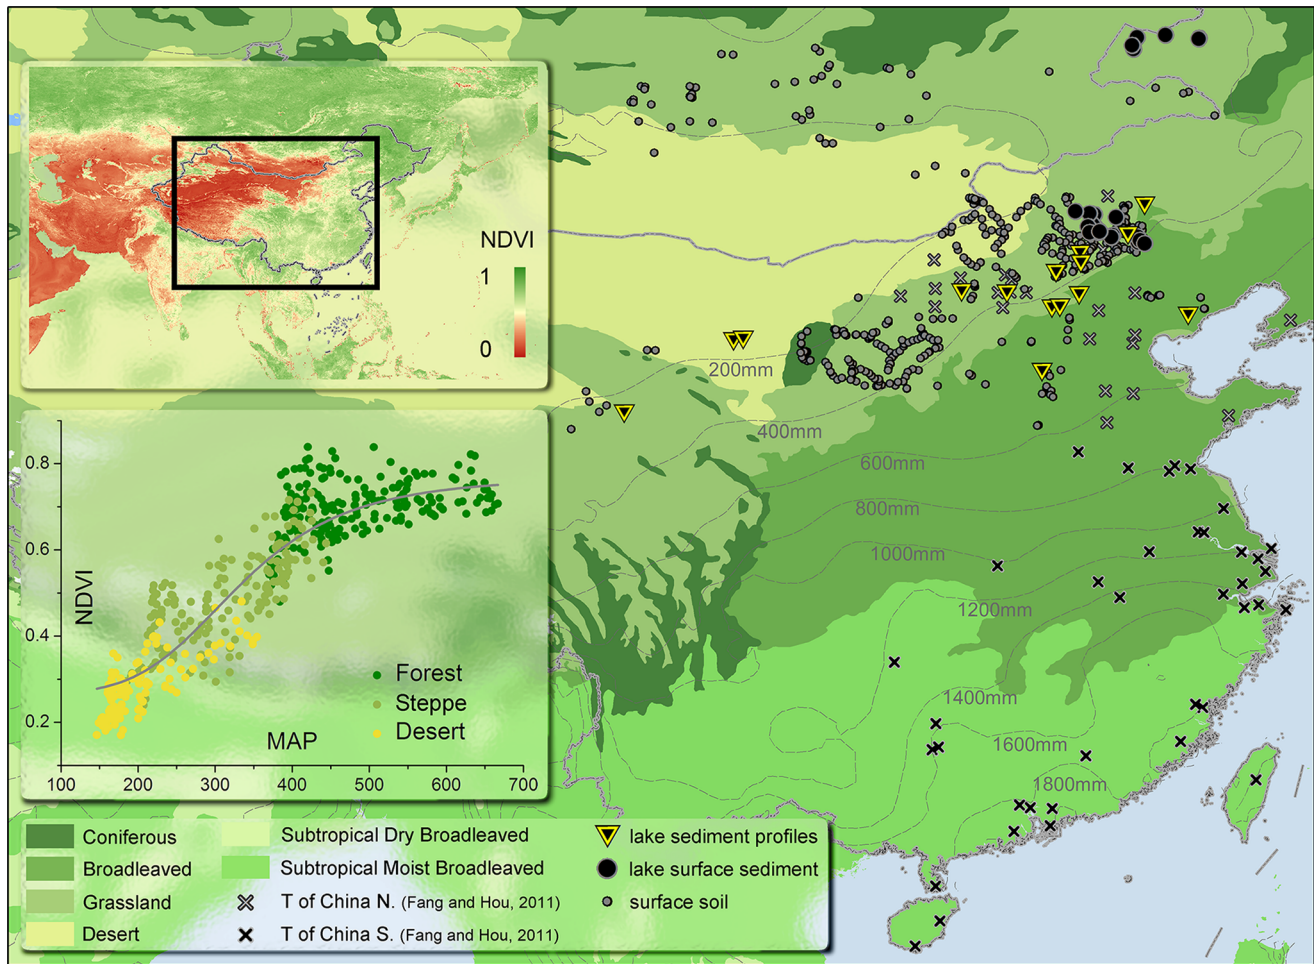 NDVI
1
0
200mm
400mm
600mm
800mm
1000mm
1200mm
1400mm
1600mm
1800mm
0.8
0.6
0.4
0.2
NDVI
Forest
Steppe
Desert
MAP
100 200 300 400 500 600 700
Coniferous
Broadleaved
Grassland
Desert
Subtropical Dry Broadleaved
Subtropical Moist Broadleaved
T of China N. (Fang and Hou, 2011)
T of China S. (Fang and Hou, 2011)
lake sediment profiles
lake surface sediment
surface soil